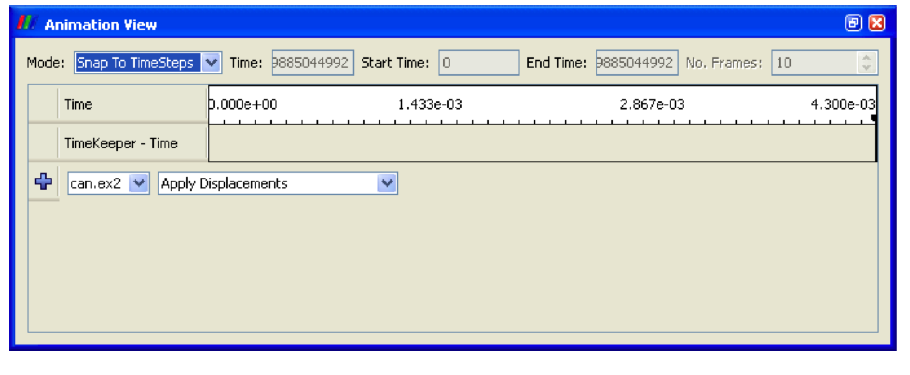 Animation View
Mode: Snap To TimeSteps Time: 9885044992 Start Time: 0 End Time: 9885044992 No. Frames: 10
Time 0.000e+00 1.433e-03 2.867e-03 4.300e-03
TimeKeeper - Time
can.ex2 Apply Displacements